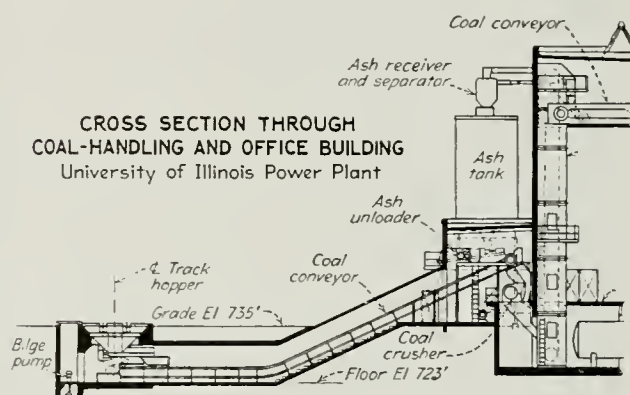 Coal conveyor
Ash receiver
and separator
CROSS SECTION THROUGH
COAL-HANDLING AND OFFICE BUILDING
University of Illinois Power Plant
Ash
tank
Ash
unloader
Coal
conveyor
℄ Track
hopper
Grade El 735'
Bilge
pump
Coal
crusher
Floor El 723'